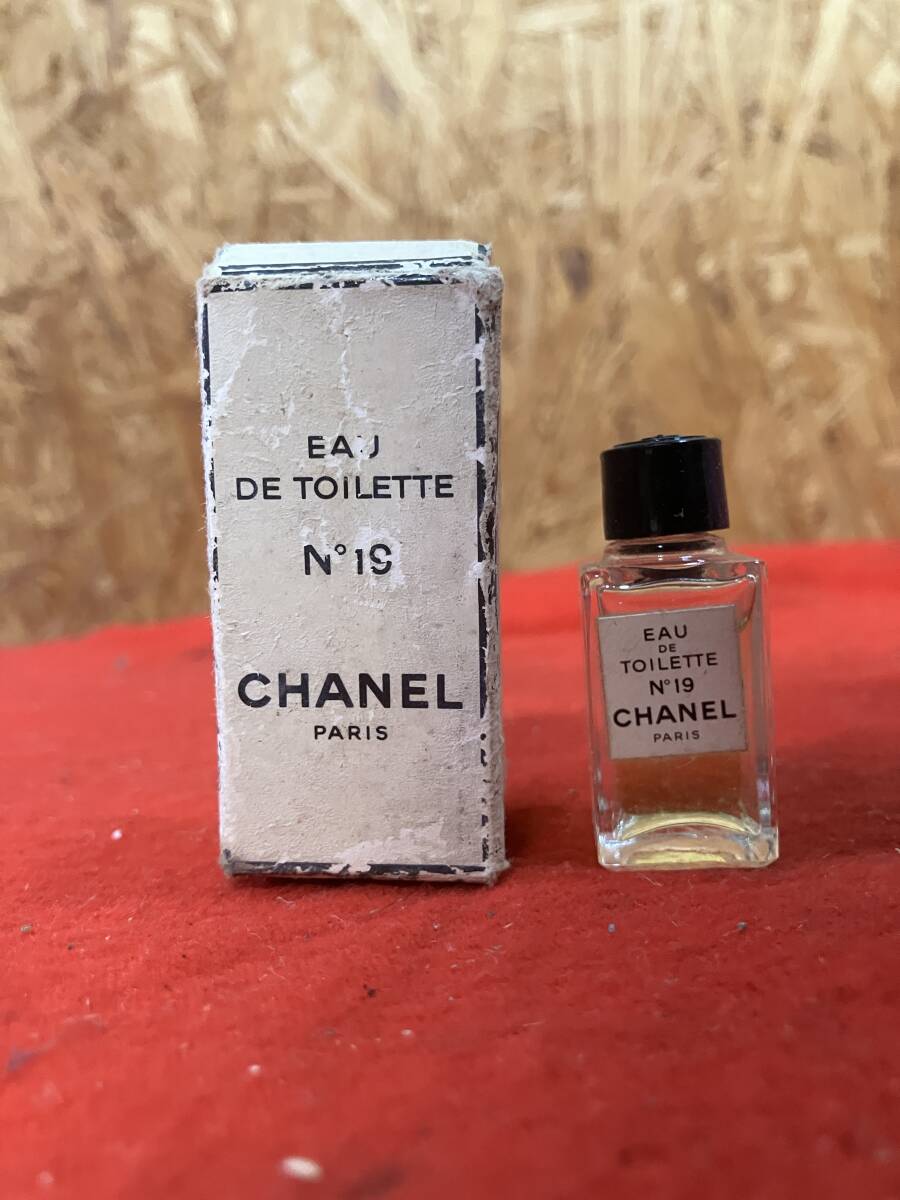 EAU
DE TOILETTE
N° 19
CHANEL
PARIS
EAU
DE
TOILETTE
N° 19
CHANEL
PARIS